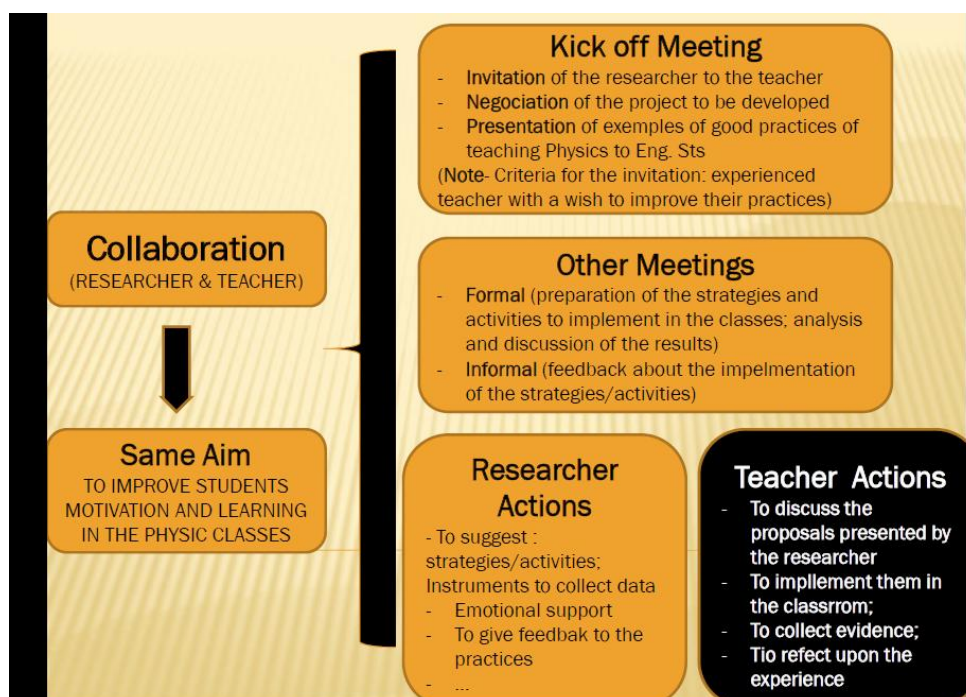 Collaboration
(RESEARCHER & TEACHER)
Same Aim
TO IMPROVE STUDENTS
MOTIVATION AND LEARNING
IN THE PHYSIC CLASSES
Kick off Meeting
- Invitation of the researcher to the teacher
- Negociation of the project to be developed
- Presentation of exemples of good practices of
teaching Physics to Eng. Sts
(Note- Criteria for the invitation: experienced
teacher with a wish to improve their practices)
Other Meetings
- Formal (preparation of the strategies and
activities to implement in the classes; analysis
and discussion of the results)
- Informal (feedback about the impelmentation
of the strategies/activities)
Researcher
Actions
- To suggest :
strategies/activities;
Instruments to collect data
- Emotional support
- To give feedbak to the
practices
- ...
Teacher Actions
- To discuss the
proposals presented by
the researcher
- To impllement them in
the classrrom;
- To collect evidence;
- Tio refect upon the
experience